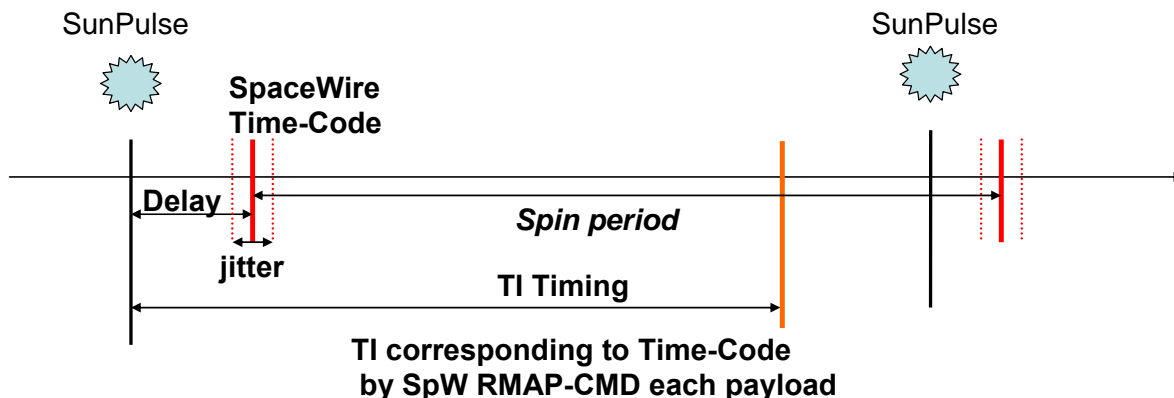 SunPulse
SunPulse
SpaceWire
Time-Code
Delay
Spin period
jitter
TI Timing
TI corresponding to Time-Code
by SpW RMAP-CMD each payload